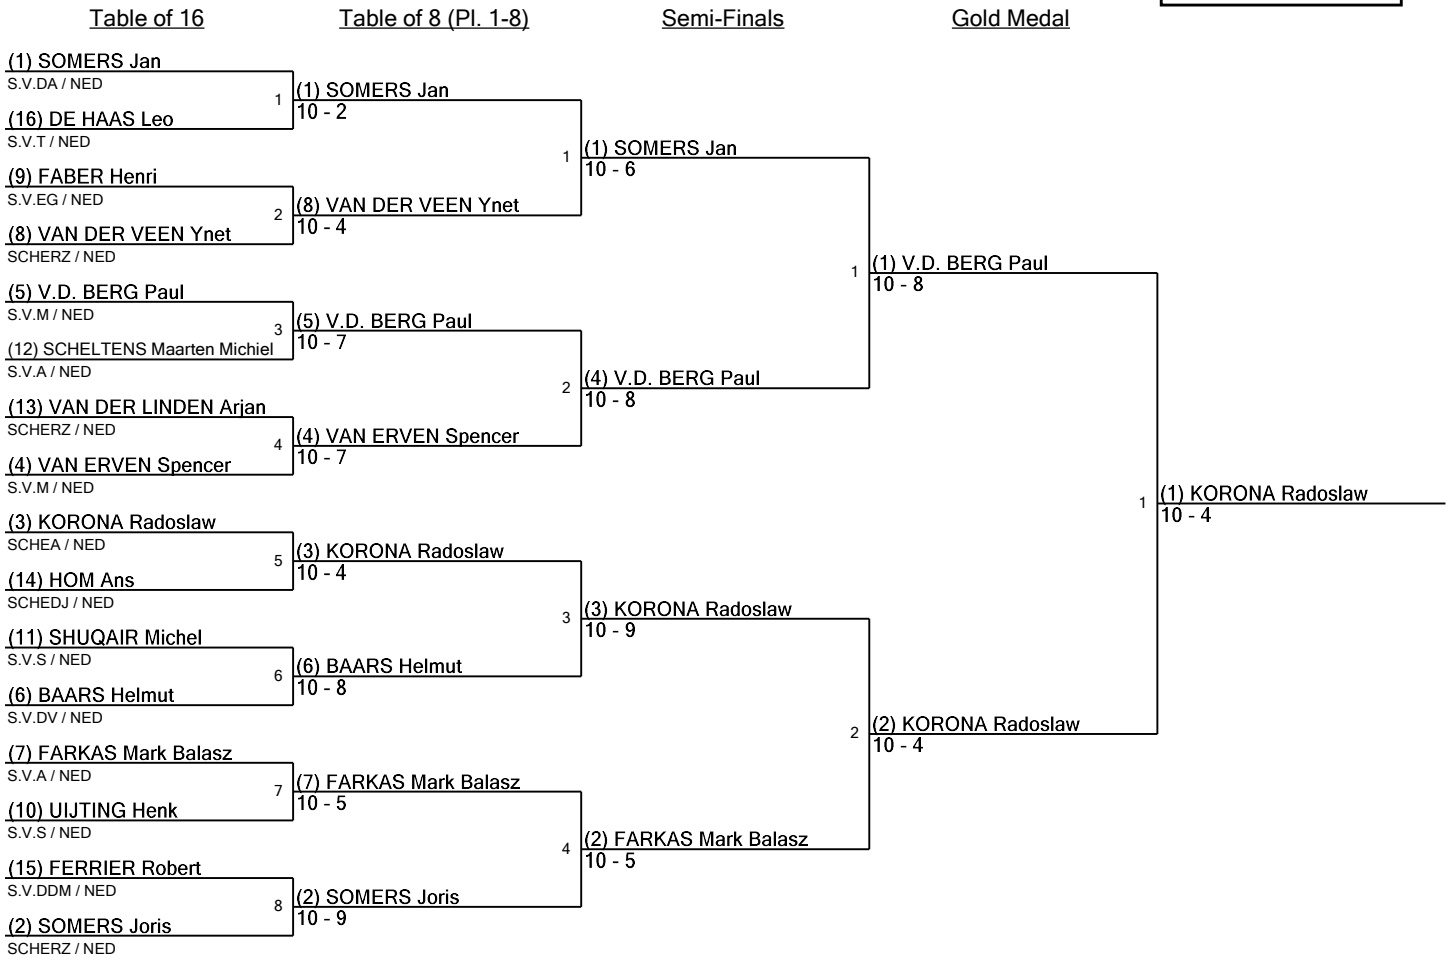 Table of 16
Table of 8 (Pl. 1-8)
Semi-Finals
Gold Medal
(1) SOMERS Jan
S.V.DA / NED
1
(16) DE HAAS Leo
S.V.T / NED
(9) FABER Henri
S.V.EG / NED
2
(8) VAN DER VEEN Ynet
SCHERZ / NED
(5) V.D. BERG Paul
S.V.M / NED
3
(12) SCHELTENS Maarten Michiel
S.V.A / NED
(13) VAN DER LINDEN Arjan
SCHERZ / NED
4
(4) VAN ERVEN Spencer
S.V.M / NED
(3) KORONA Radoslaw
SCHEA / NED
5
(14) HOM Ans
SCHEDJ / NED
(11) SHUQAIR Michel
S.V.S / NED
6
(6) BAARS Helmut
S.V.DV / NED
(7) FARKAS Mark Balasz
S.V.A / NED
7
(10) UIJTING Henk
S.V.S / NED
(15) FERRIER Robert
S.V.DDM / NED
8
(2) SOMERS Joris
SCHERZ / NED
(1) SOMERS Jan
10 - 2
1
(8) VAN DER VEEN Ynet
10 - 4
(5) V.D. BERG Paul
10 - 7
2
(4) VAN ERVEN Spencer
10 - 7
(3) KORONA Radoslaw
10 - 4
3
(6) BAARS Helmut
10 - 8
(7) FARKAS Mark Balasz
10 - 5
4
(2) SOMERS Joris
10 - 9
(1) SOMERS Jan
10 - 6
1
(4) V.D. BERG Paul
10 - 8
(3) KORONA Radoslaw
10 - 9
2
(2) FARKAS Mark Balasz
10 - 5
(1) V.D. BERG Paul
10 - 8
1
(2) KORONA Radoslaw
10 - 4
(1) KORONA Radoslaw
10 - 4